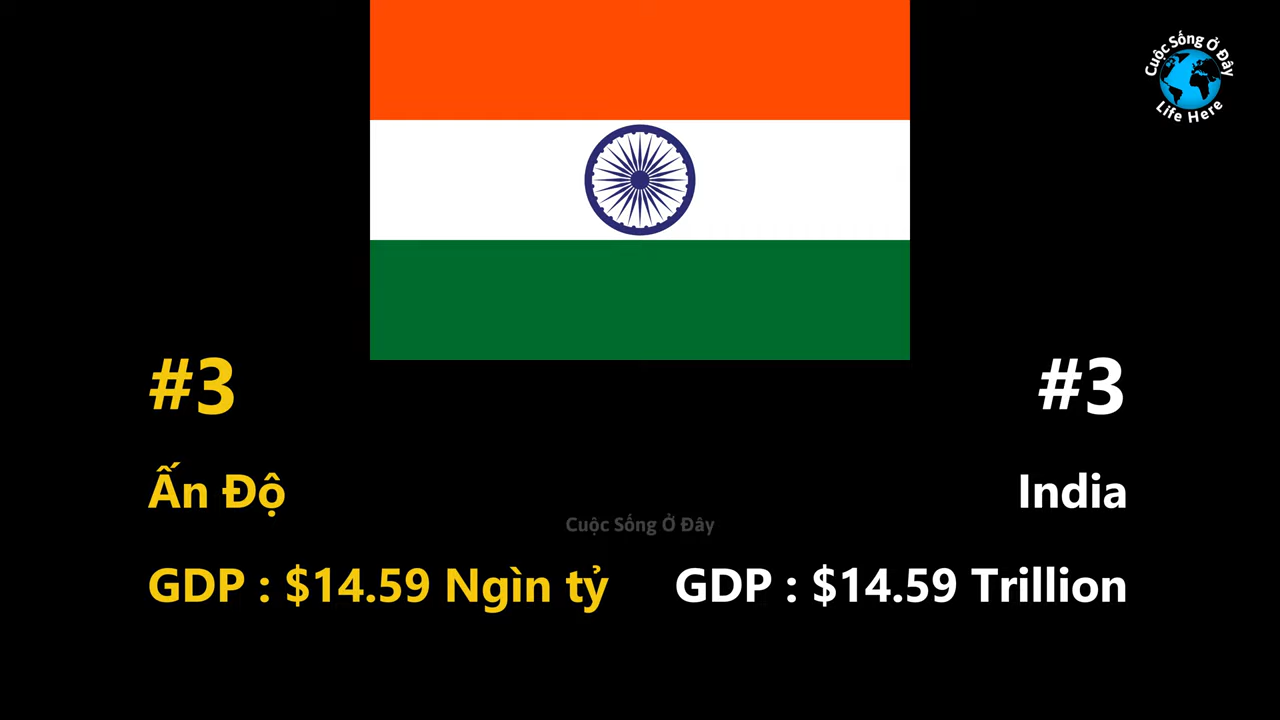 Cuộc Sống Ở Đây
Life Here
#3
#3
Ấn Độ
India
Cuộc Sống Ở Đây
GDP : $14.59 Ngìn tỷ
GDP : $14.59 Trillion